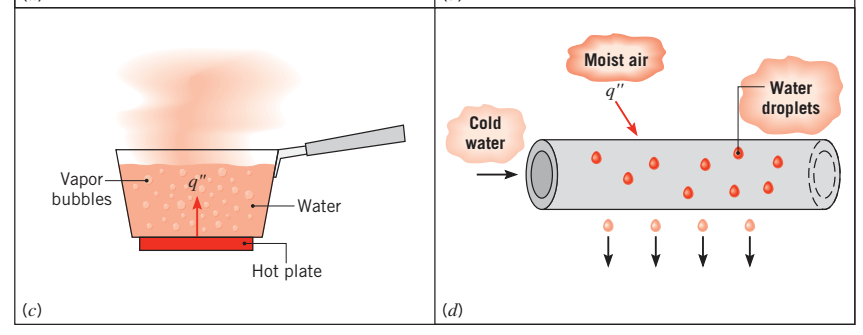 Vapor
bubbles
q"
Water
Hot plate
(c)
Moist air
q"
Water
droplets
Cold
water
(d)